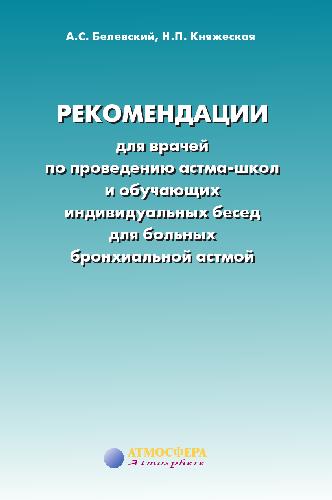 А.С. Белевский, Н.П. Княжеская
РЕКОМЕНДАЦИИ
для врачей
по проведению астма-школ
и обучающих
индивидуальных бесед
для больных
бронхиальной астмой
АТМОСФЕРА
Atmosphere